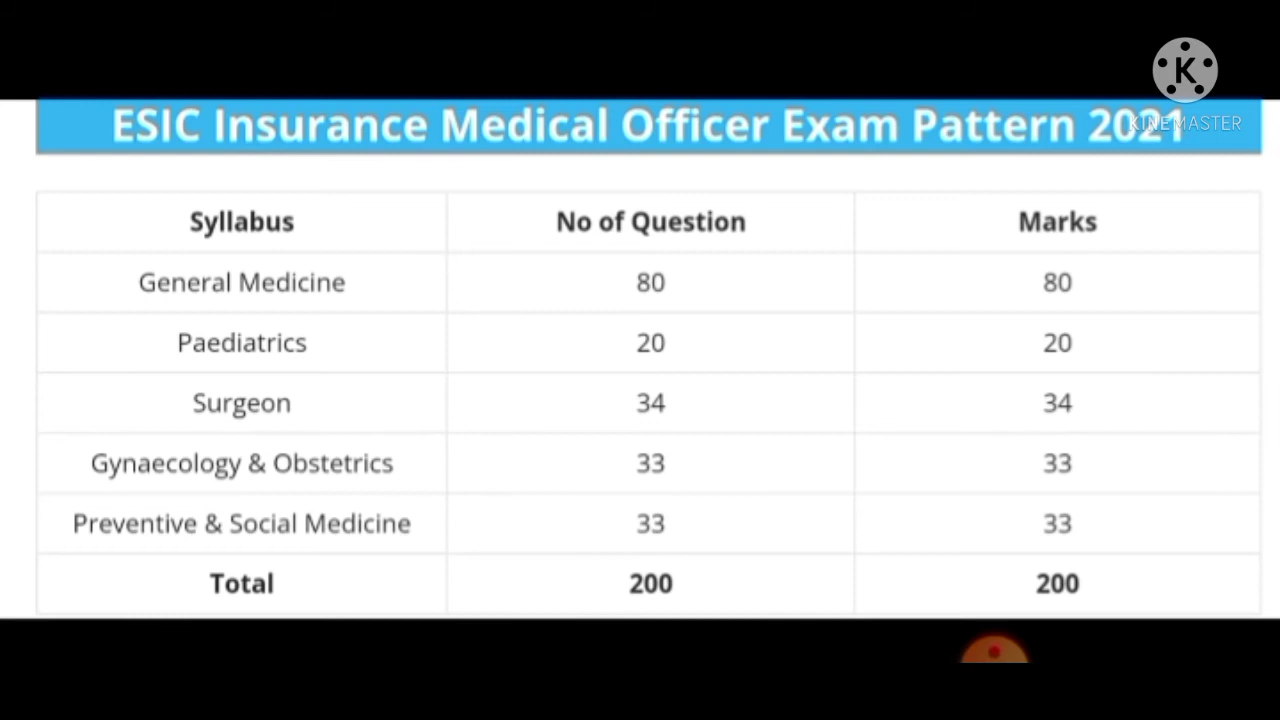 K
KINEMASTER
ESIC Insurance Medical Officer Exam Pattern 2021
Syllabus No of Question Marks
General Medicine 80 80
Paediatrics 20 20
Surgeon 34 34
Gynaecology & Obstetrics 33 33
Preventive & Social Medicine 33 33
Total 200 200